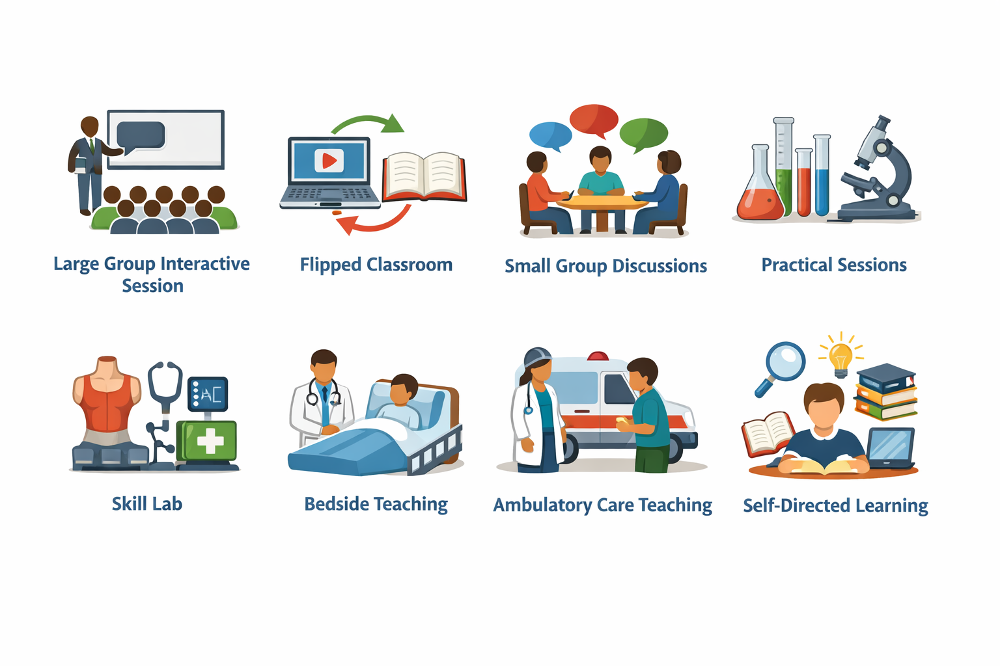 Large Group Interactive
Session
Flipped Classroom
Small Group Discussions
Practical Sessions
Skill Lab
Bedside Teaching
Ambulatory Care Teaching
Self-Directed Learning